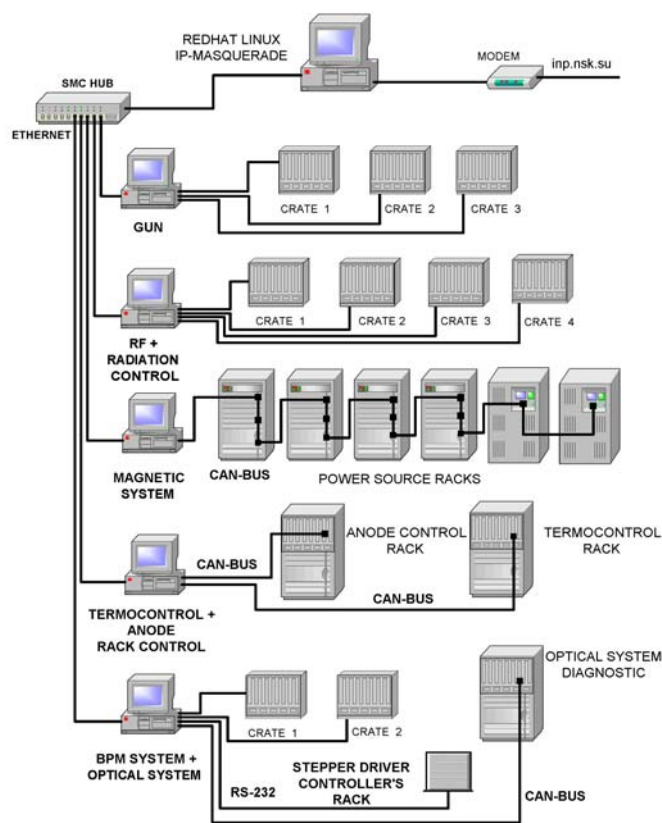 REDHAT LINUX
IP-MASQUERADE
MODEM
inp.nsk.su
SMC HUB
ETHERNET
CRATE 1
CRATE 2
CRATE 3
GUN
CRATE 1
CRATE 2
CRATE 3
CRATE 4
RF +
RADIATION
CONTROL
CAN-BUS
POWER SOURCE RACKS
MAGNETIC
SYSTEM
ANODE CONTROL
RACK
TERMOCONTROL
RACK
CAN-BUS
CAN-BUS
TERMOCONTROL +
ANODE
RACK CONTROL
OPTICAL SYSTEM
DIAGNOSTIC
CRATE 1
CRATE 2
BPM SYSTEM +
OPTICAL SYSTEM
STEPPER DRIVER
CONTROLLER'S
RACK
RS-232
CAN-BUS